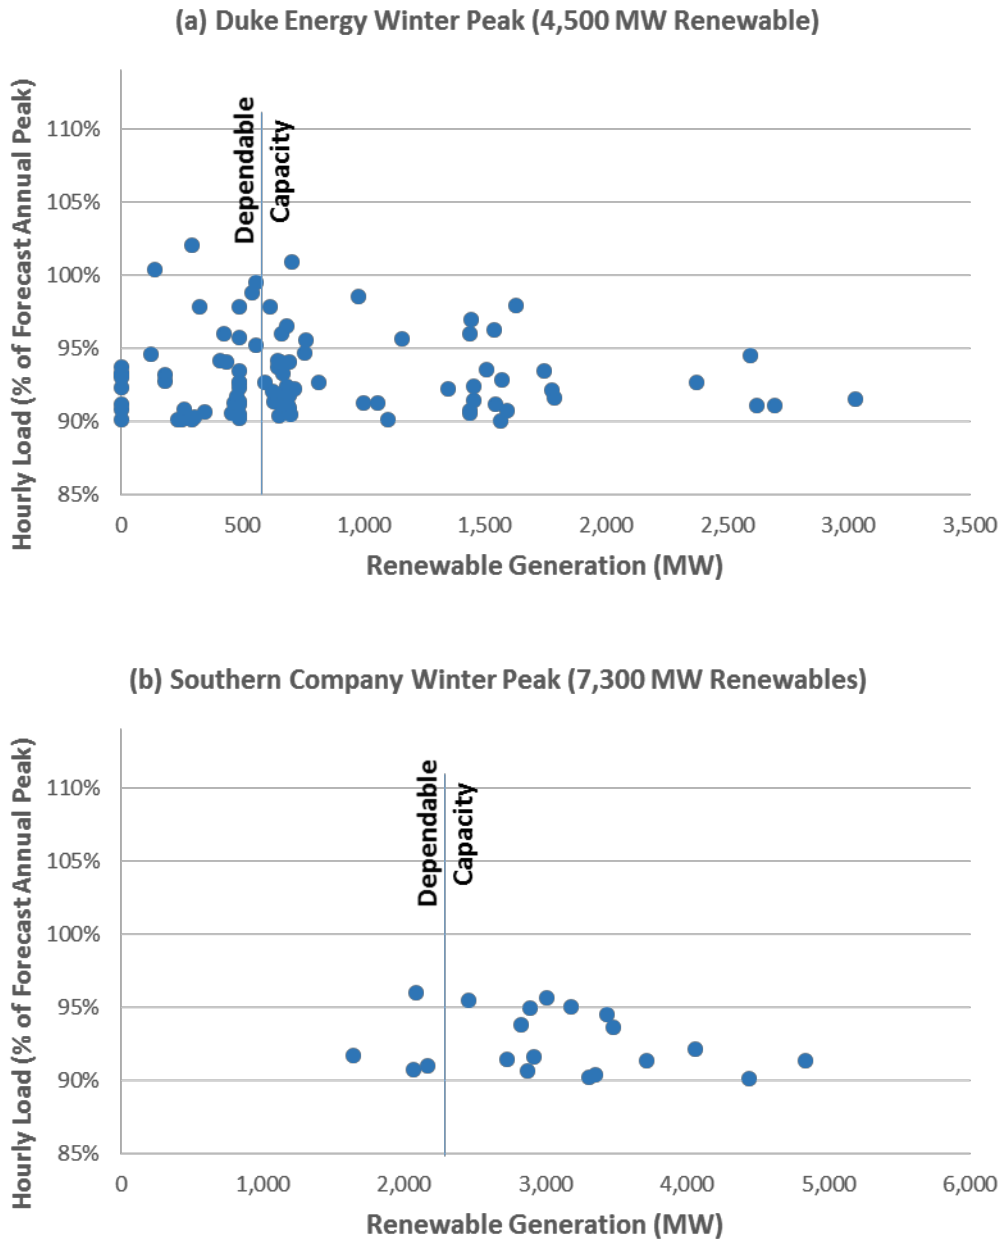 (a) Duke Energy Winter Peak (4,500 MW Renewable)
Hourly Load (% of Forecast Annual Peak)
110%
105%
100%
95%
90%
85%
Dependable
Capacity
0 500 1,000 1,500 2,000 2,500 3,000 3,500
Renewable Generation (MW)
(b) Southern Company Winter Peak (7,300 MW Renewables)
Hourly Load (% of Forecast Annual Peak)
110%
105%
100%
95%
90%
85%
Dependable
Capacity
0 1,000 2,000 3,000 4,000 5,000 6,000
Renewable Generation (MW)